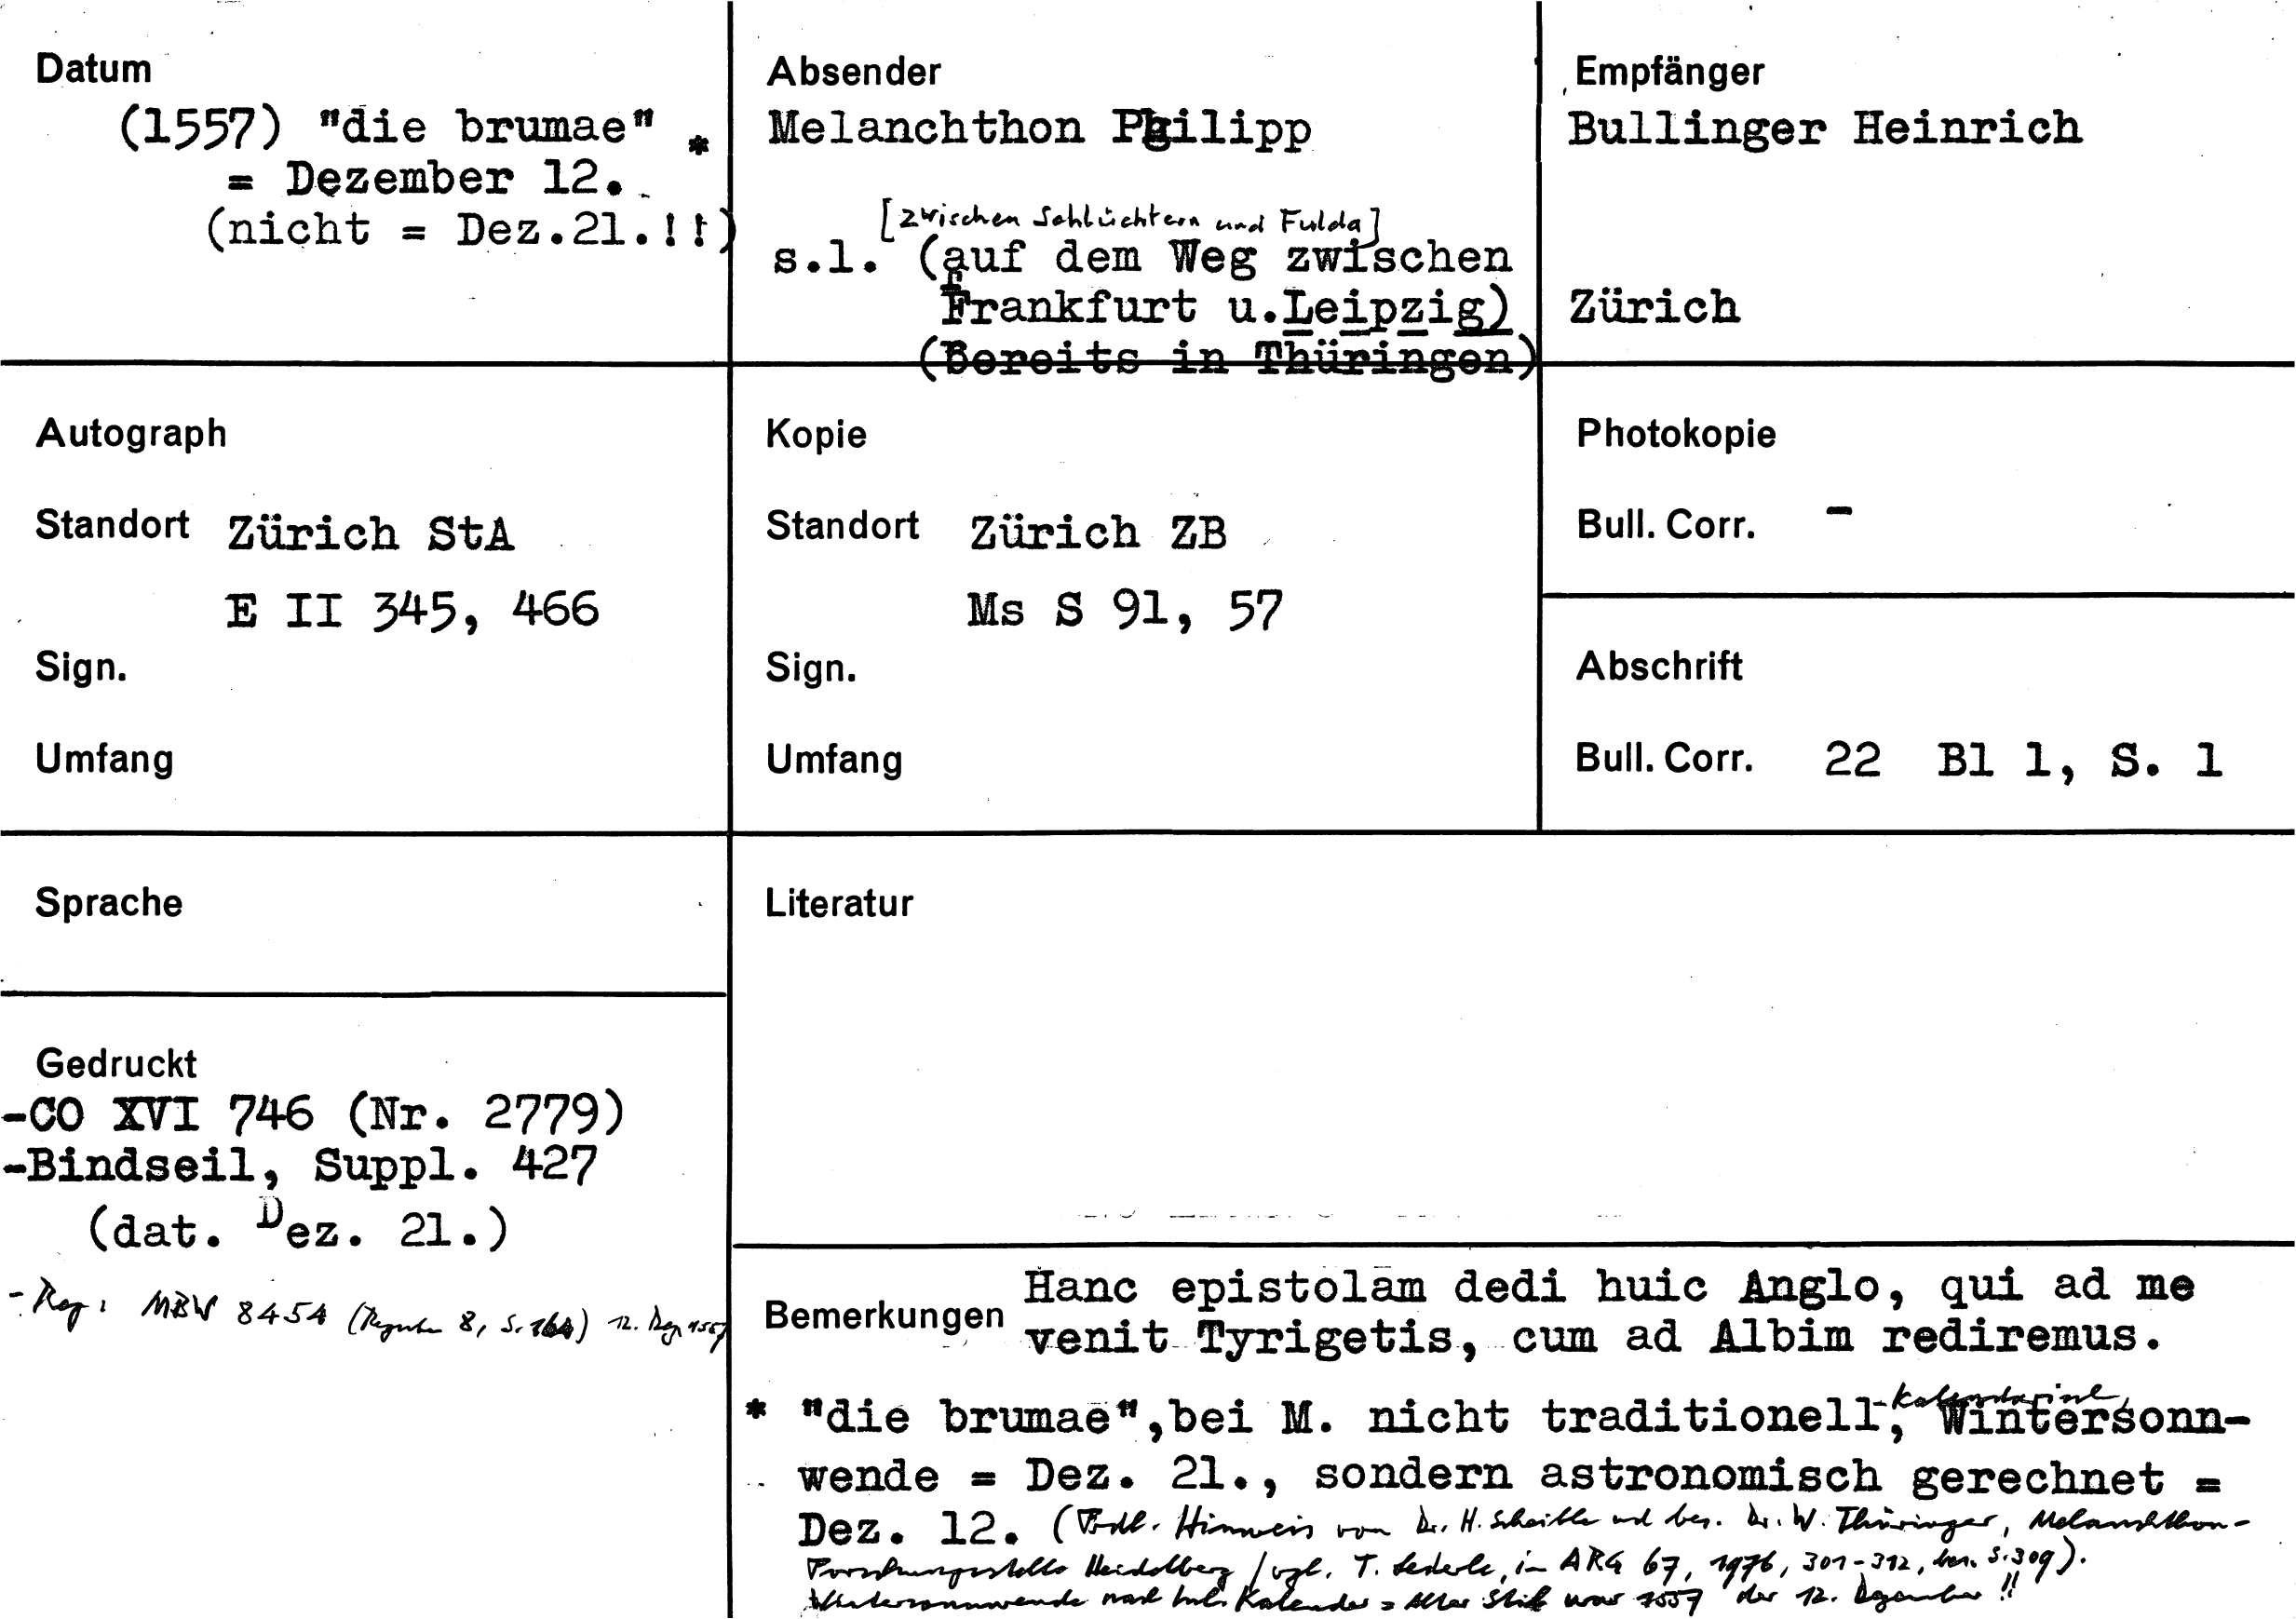 Datum
(1557) "die brumae" *
= Dezember 12.
(nicht = Dez.21.!!)
Absender
Melanchthon Philipp
[zwischen Schlüchtern und Fulda]
s.l. (auf dem Weg zwischen
Frankfurt u.Leipzig)
(Bereits in Thüringen)
Empfänger
Bullinger Heinrich
Zürich
Autograph
Standort Zürich StA
E II 345, 466
Sign.
Umfang
Kopie
Standort Zürich ZB
Ms S 91, 57
Sign.
Umfang
Photokopie
Bull. Corr. -
Abschrift
Bull. Corr. 22 Bl 1, S. 1
Sprache
Literatur
Gedruckt
-CO XVI 746 (Nr. 2779)
-Bindseil, Suppl. 427
(dat. Dez. 21.)
- Reg: MBW 8454 (Regesten 8, S. 164) 12. Dez 1557
Bemerkungen Hanc epistolam dedi huic Anglo, qui ad me
venit Tyrigetis, cum ad Albim rediremus.
kalendarische
* "die brumae",bei M. nicht traditionell, Wintersonn-
wende = Dez. 21., sondern astronomisch gerechnet =
Dez. 12. (Frdl. Hinweis von Dr. H. Scheible und bes. Dr. W. Thüringer, Melanchthon-
Forschungsstelle Heidelberg / vgl. T. in ARG 67, 1976, 301-312, bes. S. 309).
Wintersonnwende nach Jul. Kalender = Alter Stil war 1557 der 12. Dezember !!